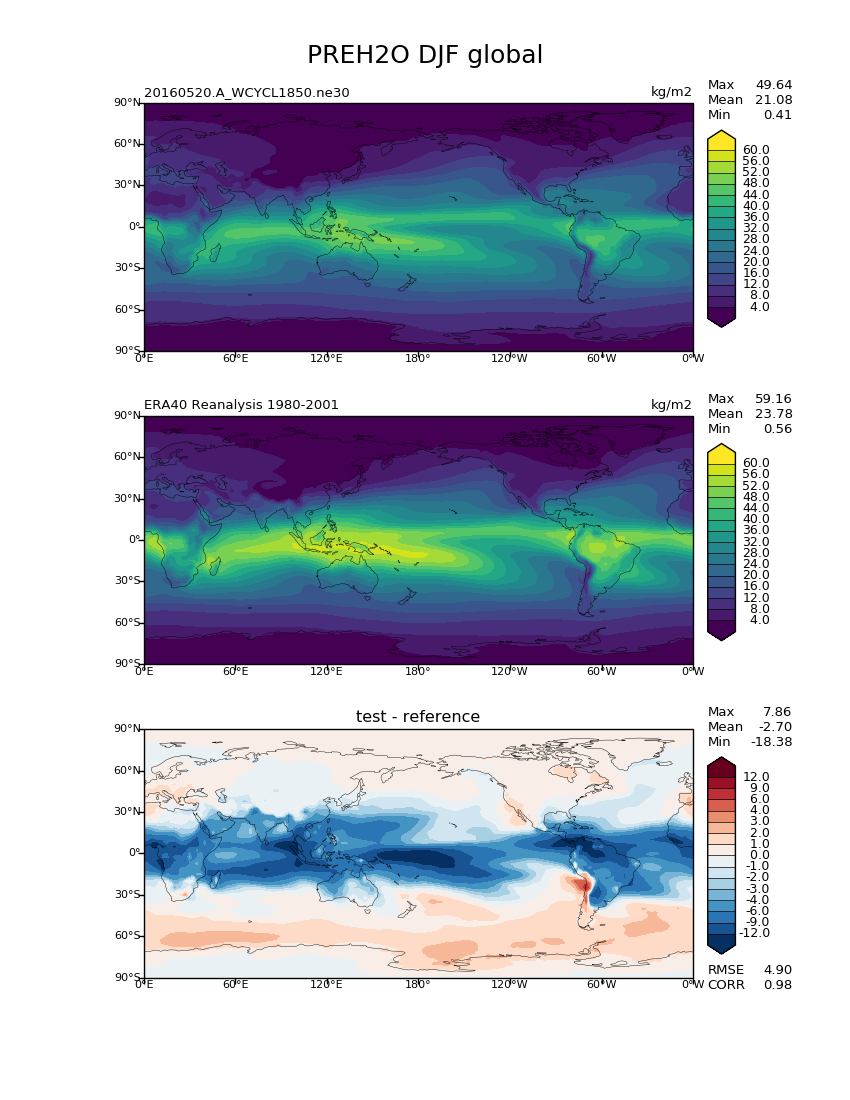 PREH2O DJF global
20160520.A_WCYCL1850.ne30 kg/m2
Max 49.64
Mean 21.08
Min 0.41
90°N
60°N
30°N
0°
30°S
60°S
90°S
0°E 60°E 120°E 180° 120°W 60°W 0°W
60.0
56.0
52.0
48.0
44.0
40.0
36.0
32.0
28.0
24.0
20.0
16.0
12.0
8.0
4.0
ERA40 Reanalysis 1980-2001 kg/m2
Max 59.16
Mean 23.78
Min 0.56
90°N
60°N
30°N
0°
30°S
60°S
90°S
0°E 60°E 120°E 180° 120°W 60°W 0°W
60.0
56.0
52.0
48.0
44.0
40.0
36.0
32.0
28.0
24.0
20.0
16.0
12.0
8.0
4.0
test - reference
Max 7.86
Mean -2.70
Min -18.38
90°N
60°N
30°N
0°
30°S
60°S
90°S
0°E 60°E 120°E 180° 120°W 60°W 0°W
12.0
9.0
6.0
4.0
3.0
2.0
1.0
0.0
-1.0
-2.0
-3.0
-4.0
-6.0
-9.0
-12.0
RMSE 4.90
CORR 0.98